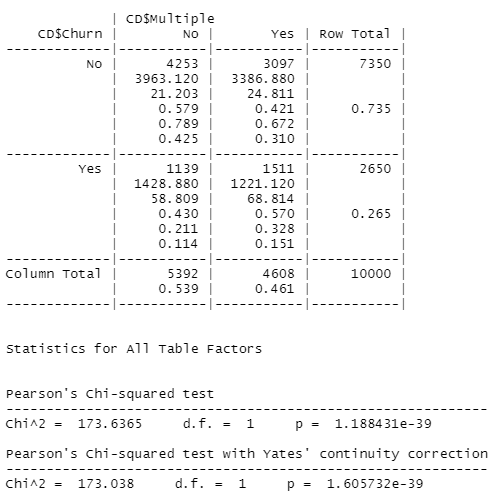 | CD$Multiple
    CD$Churn |        No |       Yes | Row Total |
-------------|-----------|-----------|-----------|
          No |      4253 |      3097 |      7350 |
             |  3963.120 |  3386.880 |           |
             |    21.203 |    24.811 |           |
             |     0.579 |     0.421 |     0.735 |
             |     0.789 |     0.672 |           |
             |     0.425 |     0.310 |           |
-------------|-----------|-----------|-----------|
         Yes |      1139 |      1511 |      2650 |
             |  1428.880 |  1221.120 |           |
             |    58.809 |    68.814 |           |
             |     0.430 |     0.570 |     0.265 |
             |     0.211 |     0.328 |           |
             |     0.114 |     0.151 |           |
-------------|-----------|-----------|-----------|
Column Total |      5392 |      4608 |     10000 |
             |     0.539 |     0.461 |           |
-------------|-----------|-----------|-----------|
Statistics for All Table Factors
Pearson's Chi-squared test
------------------------------------------------------------
Chi^2 =  173.6365     d.f. =  1     p =  1.188431e-39
Pearson's Chi-squared test with Yates' continuity correction
------------------------------------------------------------
Chi^2 =  173.038     d.f. =  1     p =  1.605732e-39